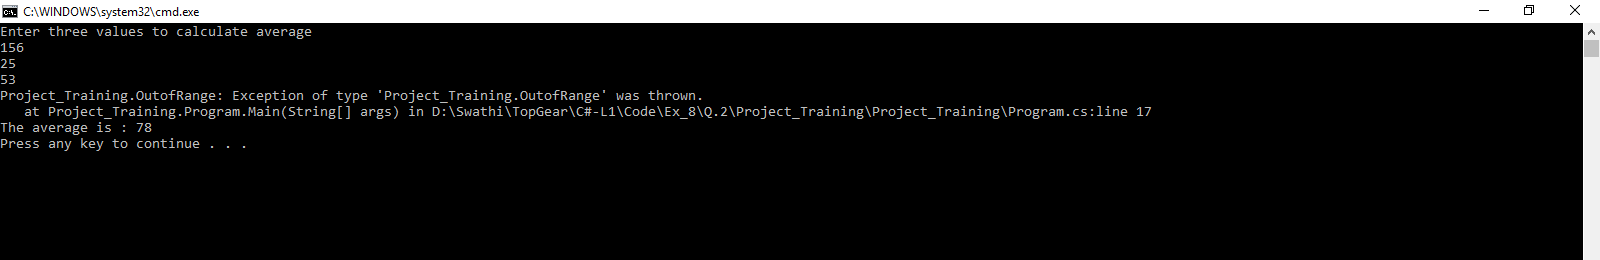 C:\WINDOWS\system32\cmd.exe
Enter three values to calculate average
156
25
53
Project_Training.OutofRange: Exception of type 'Project_Training.OutofRange' was thrown.
   at Project_Training.Program.Main(String[] args) in D:\Swathi\TopGear\C#-L1\Code\Ex_8\Q.2\Project_Training\Project_Training\Program.cs:line 17
The average is : 78
Press any key to continue . . .